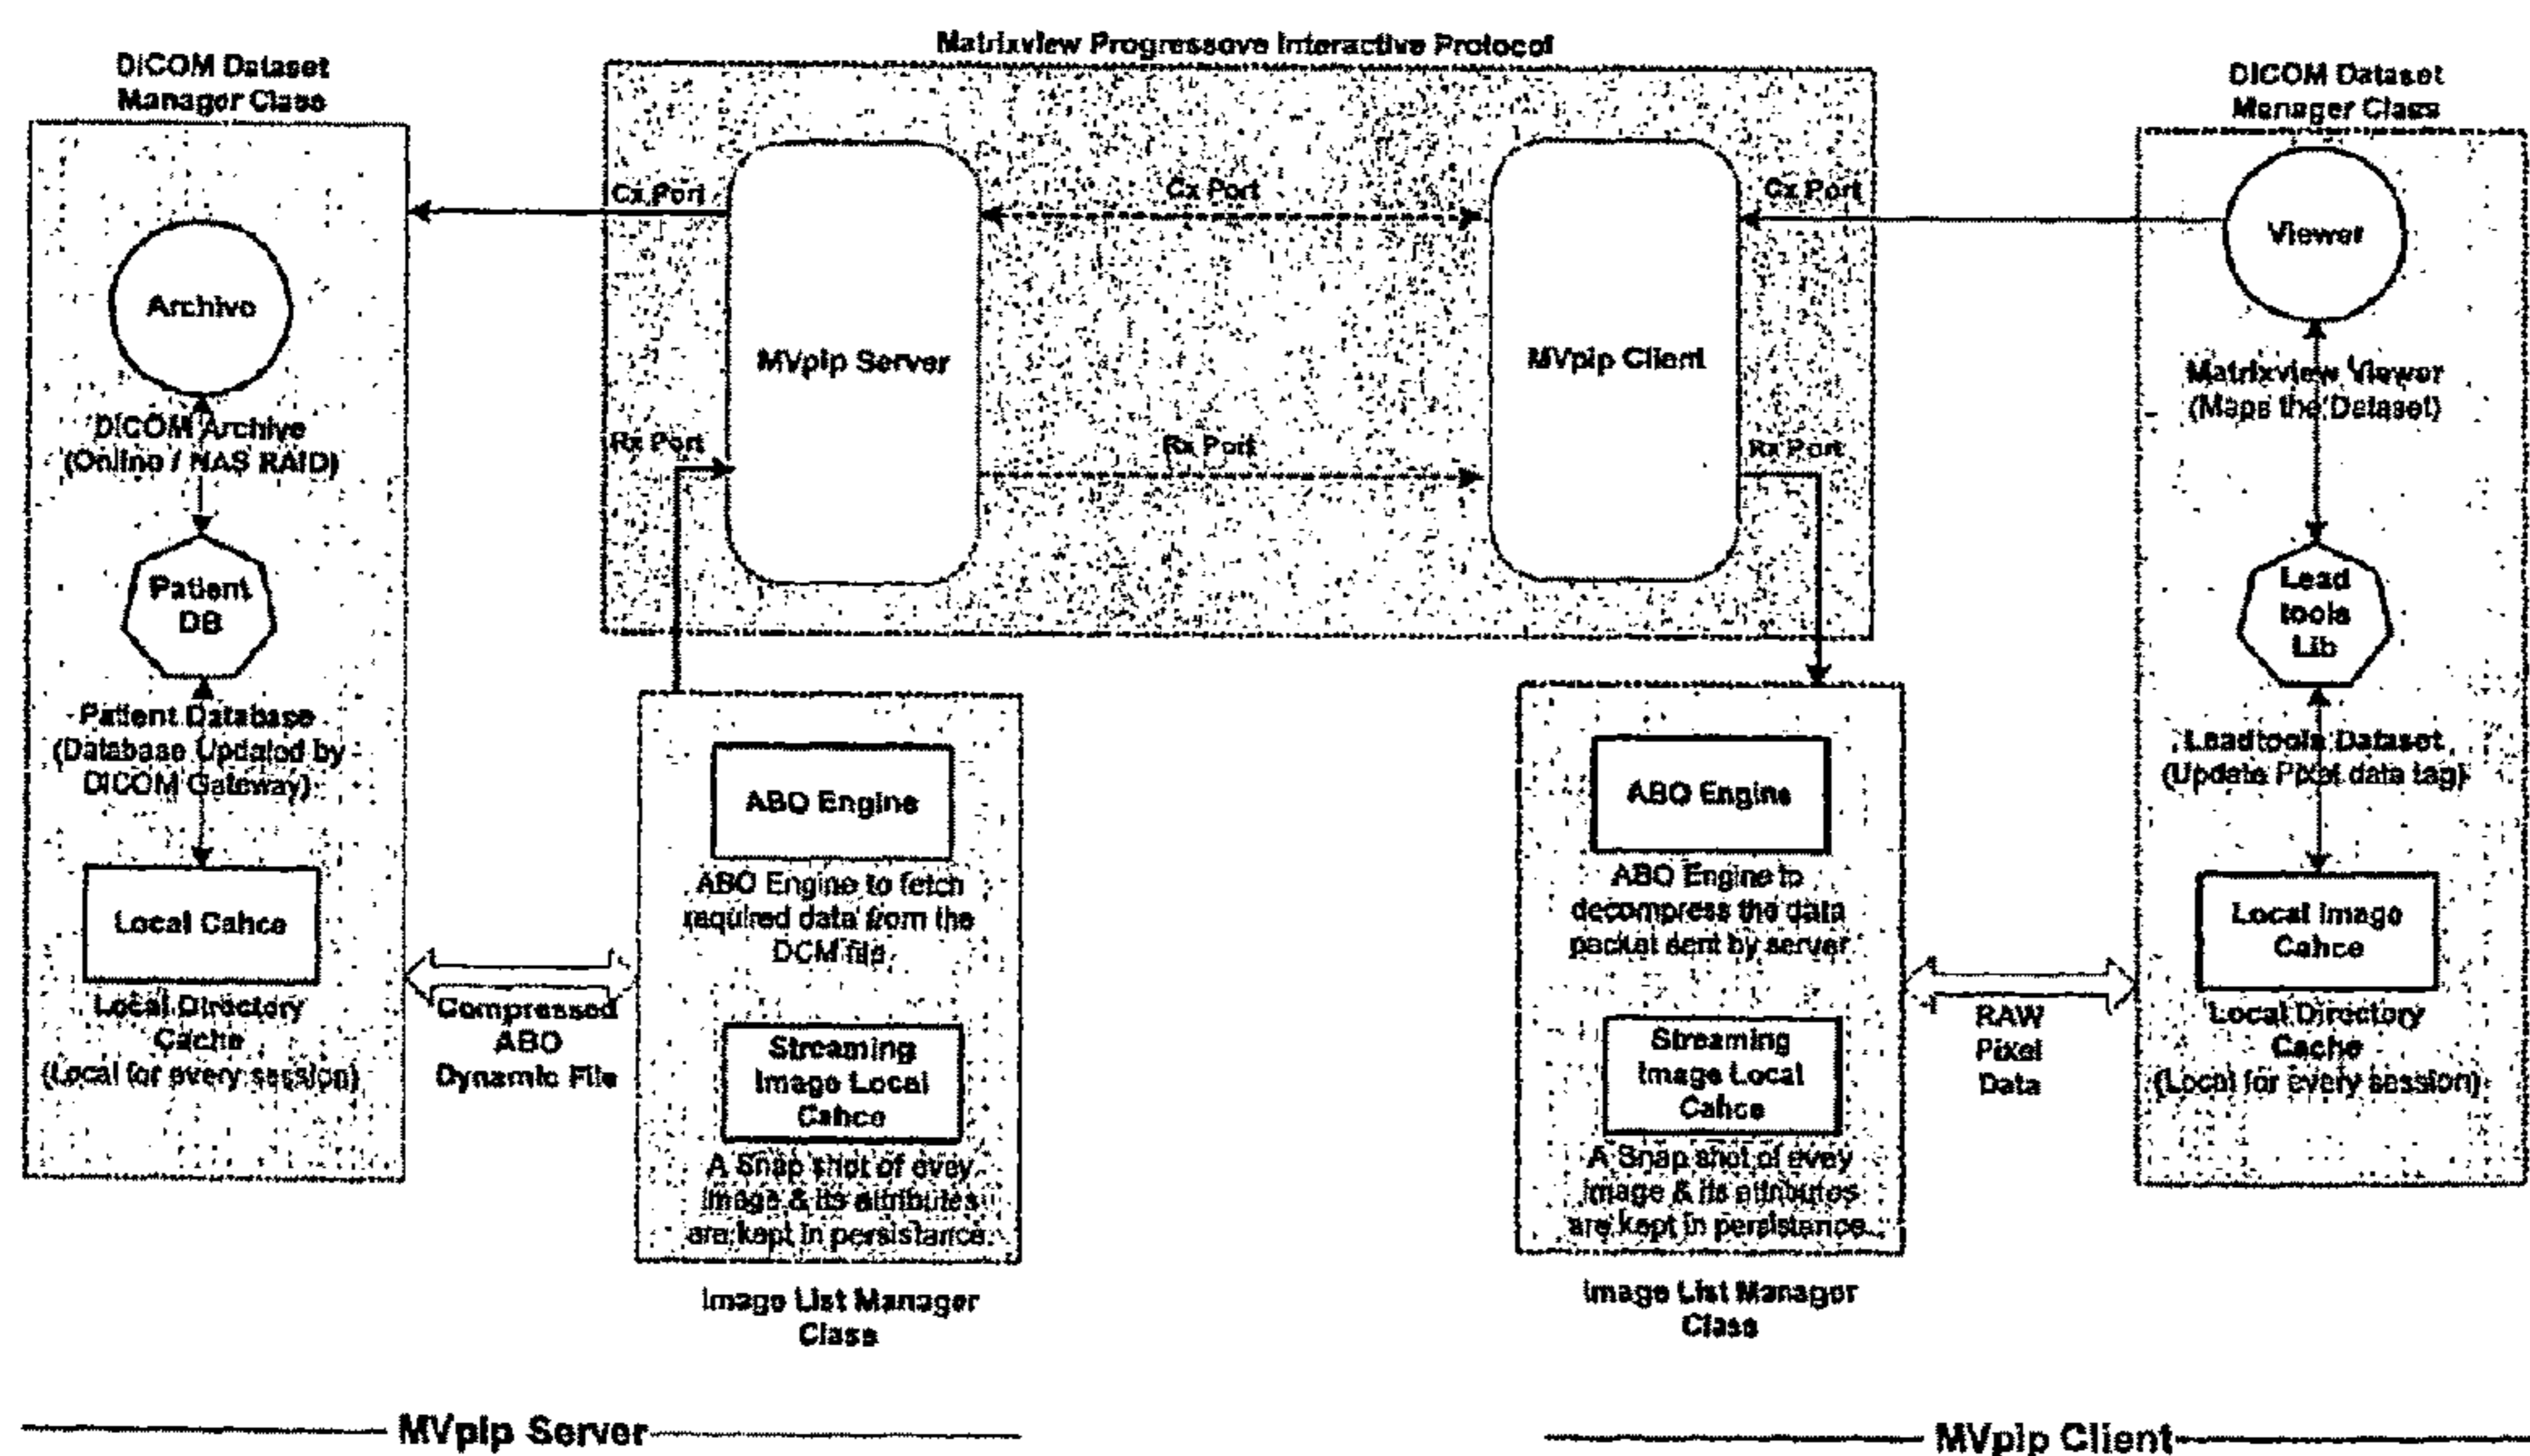 Matrixview Progressove Interactive Protocol
DICOM Dataset
Manager Class
Archive
DICOM Archive
(Online / NAS RAID)
Patient
DB
Patient Database
(Database Updated by
DICOM Gateway)
Local Cahce
Local Directory
Cache
(Local for every session)
Cx Port
Cx Port
Cx Port
MVpip Server
MVpip Client
Rx Port
Rx Port
Rx Port
Compressed
ABO
Dynamic File
ABO Engine
ABO Engine to fetch
required data from the
DCM file
Streaming
Image Local
Cahce
A Snap shot of evey
image & its attributes
are kept in persistance.
Image List Manager
Class
ABO Engine
ABO Engine to
decompress the data
packet sent by server
Streaming
Image Local
Cahce
A Snap shot of evey
image & its attributes
are kept in persistance.
Image List Manager
Class
RAW
Pixel
Data
DICOM Dataset
Manager Class
Viewer
Matrixview Viewer
(Maps the Dataset)
Lead
tools
Lib
Leadtools Dataset
(Update Pixel data tag)
Local Image
Cahce
Local Directory
Cache
(Local for every session)
MVpip Server
MVpip Client